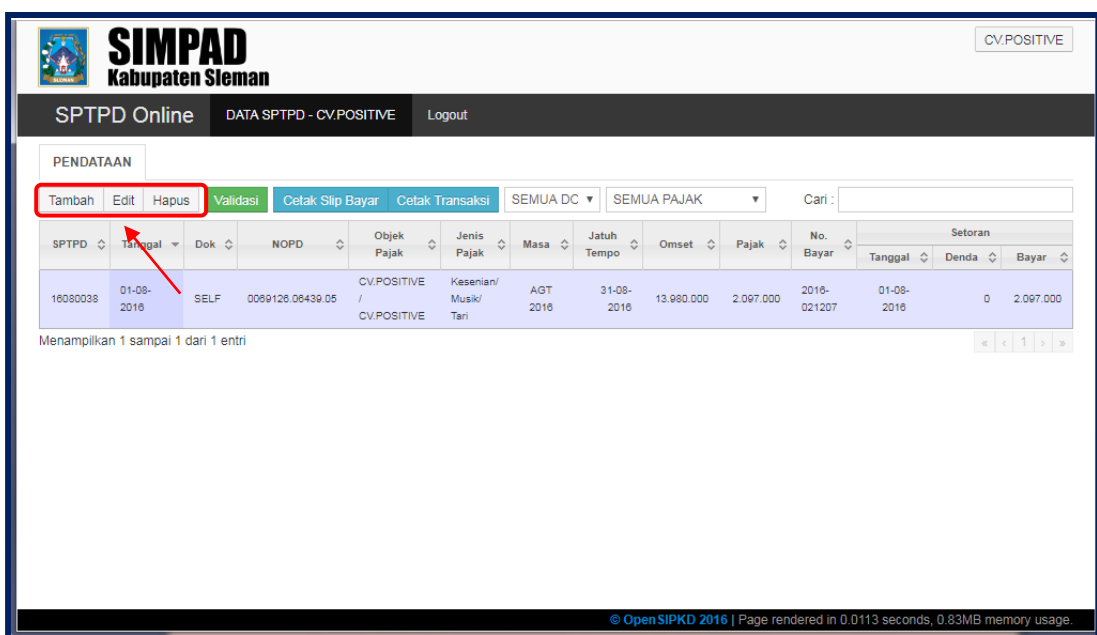 SLEMAN
SIMPAD
Kabupaten Sleman
CV.POSITIVE
SPTPD Online DATA SPTPD - CV.POSITIVE Logout
PENDATAAN
Tambah Edit Hapus Validasi Cetak Slip Bayar Cetak Transaksi SEMUA DC SEMUA PAJAK Cari :
SPTPD Tanggal Dok NOPD Objek Pajak Jenis Pajak Masa Jatuh Tempo Omset Pajak No. Bayar Setoran
Tanggal Denda Bayar
16080038 01-08-2016 SELF 0069126.06439.05 CV.POSITIVE / CV.POSITIVE Kesenian/ Musik/ Tari AGT 2016 31-08-2016 13.980.000 2.097.000 2016-021207 01-08-2016 0 2.097.000
Menampilkan 1 sampai 1 dari 1 entri « ‹ 1 › »
© Open SIPKD 2016 | Page rendered in 0.0113 seconds, 0.83MB memory usage.